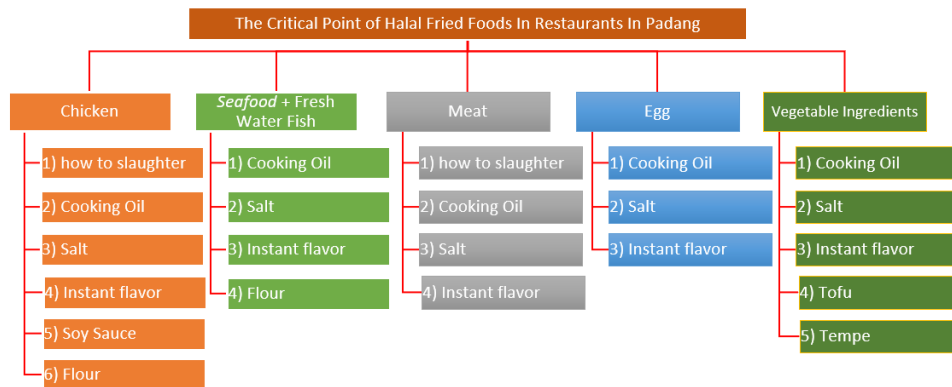 The Critical Point of Halal Fried Foods In Restaurants In Padang
Chicken
1) how to slaughter
2) Cooking Oil
3) Salt
4) Instant flavor
5) Soy Sauce
6) Flour
Seafood + Fresh
Water Fish
1) Cooking Oil
2) Salt
3) Instant flavor
4) Flour
Meat
1) how to slaughter
2) Cooking Oil
3) Salt
4) Instant flavor
Egg
1) Cooking Oil
2) Salt
3) Instant flavor
Vegetable Ingredients
1) Cooking Oil
2) Salt
3) Instant flavor
4) Tofu
5) Tempe